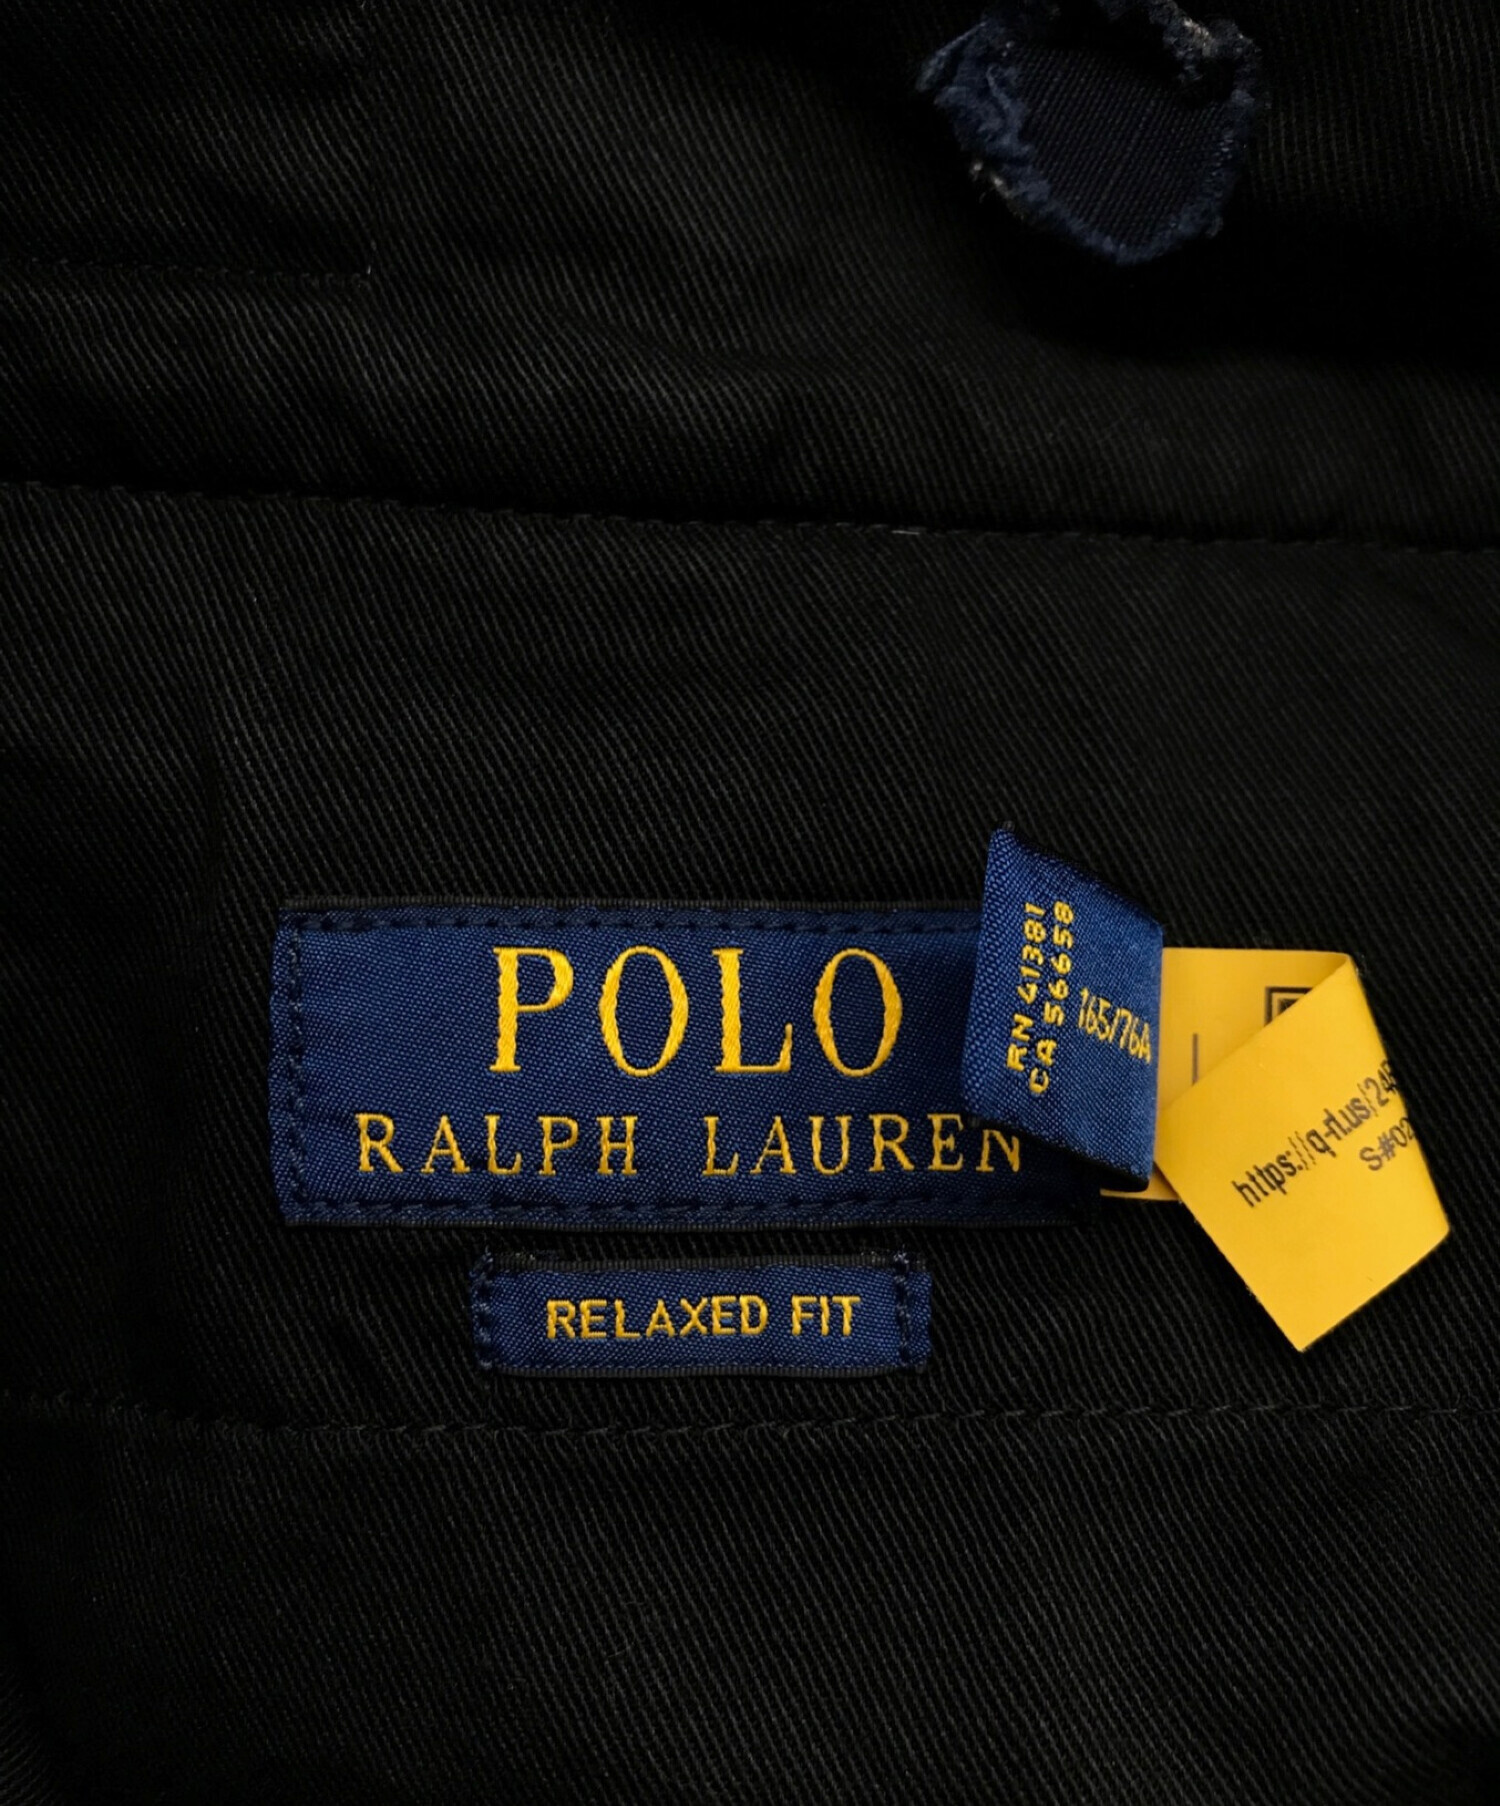 POLO
RALPH LAUREN
RN 41381
CA 56658
165/76A
https://q-rl.us/24
S#02
RELAXED FIT